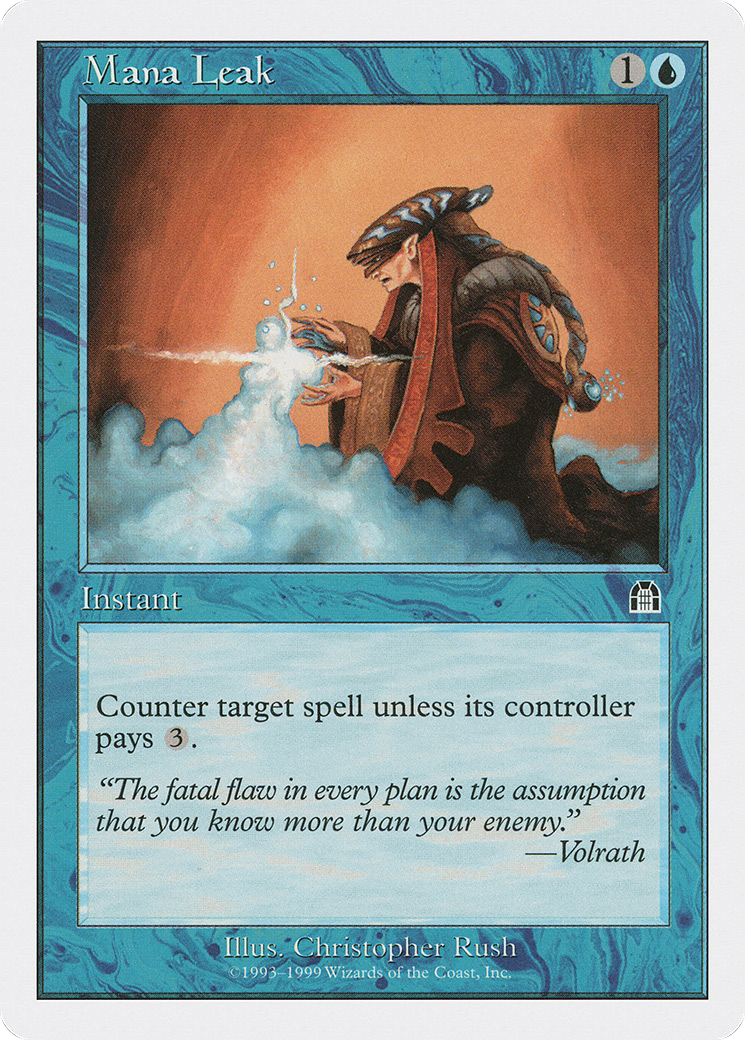 Mana Leak 1
Instant
Counter target spell unless its controller
pays 3.
“The fatal flaw in every plan is the assumption
that you know more than your enemy.”
—Volrath
Illus. Christopher Rush
©1993–1999 Wizards of the Coast, Inc.